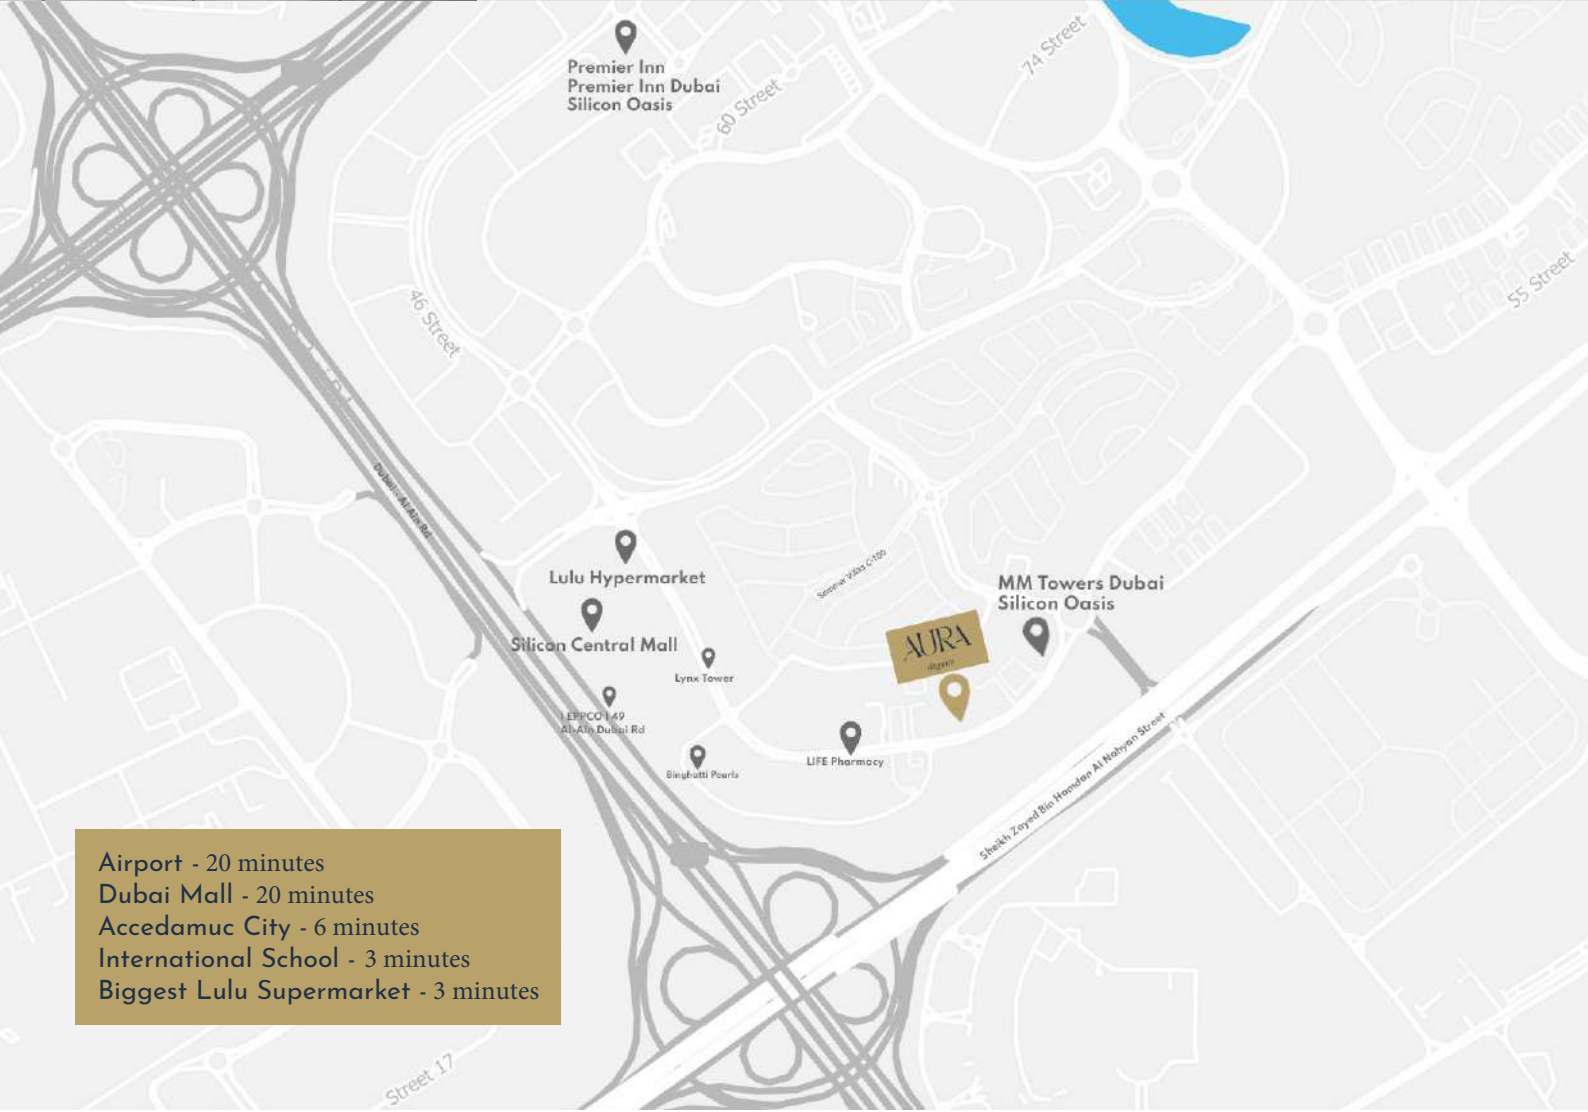 Premier Inn
Premier Inn Dubai
Silicon Oasis
60 Street
74 Street
55 Street
46 Street
Dubai - Al Ain Rd
Lulu Hypermarket
Silicon Central Mall
Lynx Tower
EPPCO 149
Al-Ain Dubai Rd
Binghatti Pearls
LIFE Pharmacy
Semmer Villas C-100
AURA
MM Towers Dubai
Silicon Oasis
Sheikh Zayed Bin Hamdan Al Nahyan Street
Airport - 20 minutes
Dubai Mall - 20 minutes
Accedamuc City - 6 minutes
International School - 3 minutes
Biggest Lulu Supermarket - 3 minutes
Street 17